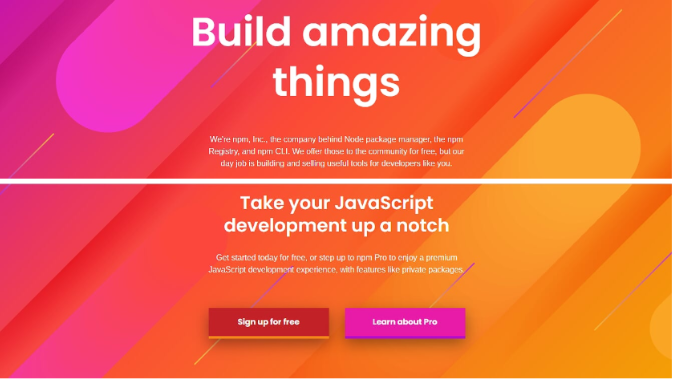 Build amazing
things
We're npm, Inc., the company behind Node package manager, the npm
Registry, and npm CLI. We offer those to the community for free, but our
day job is building and selling useful tools for developers like you.
Take your JavaScript
development up a notch
Get started today for free, or step up to npm Pro to enjoy a premium
JavaScript development experience, with features like private packages.
Sign up for free
Learn about Pro